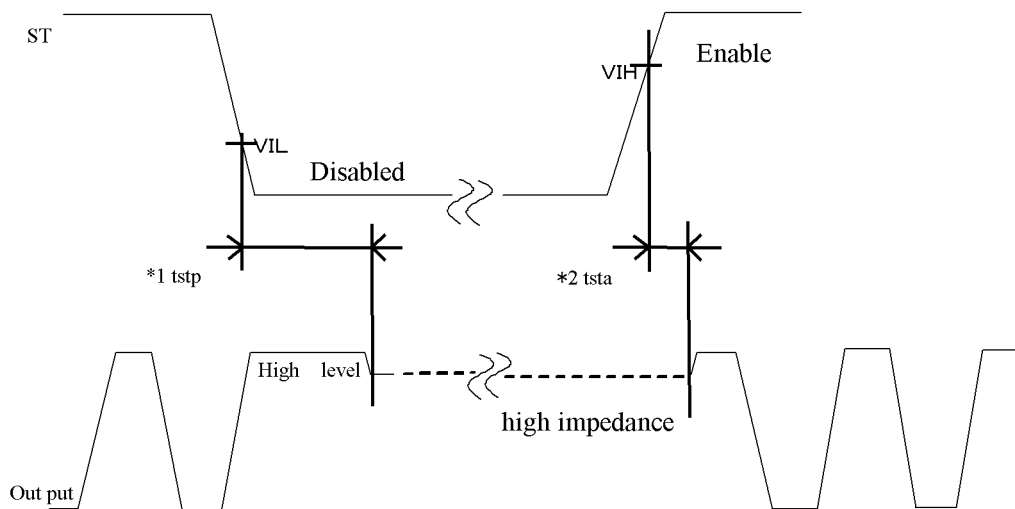 ST
VIH
Enable
VIL
Disabled
*1 tstp
*2 tsta
High level
high impedance
Out put